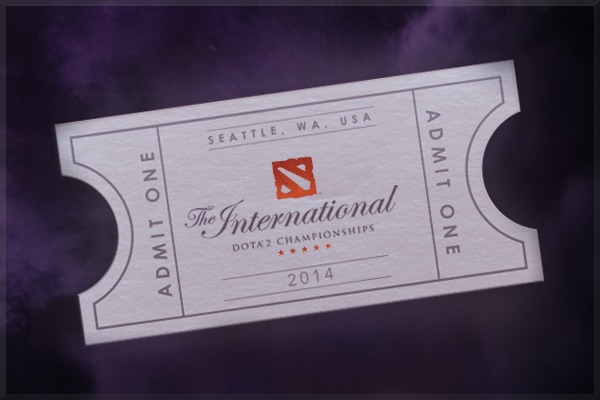 ADMIT ONE
SEATTLE, WA, USA
The International
DOTA 2 CHAMPIONSHIPS
2014
ADMIT ONE